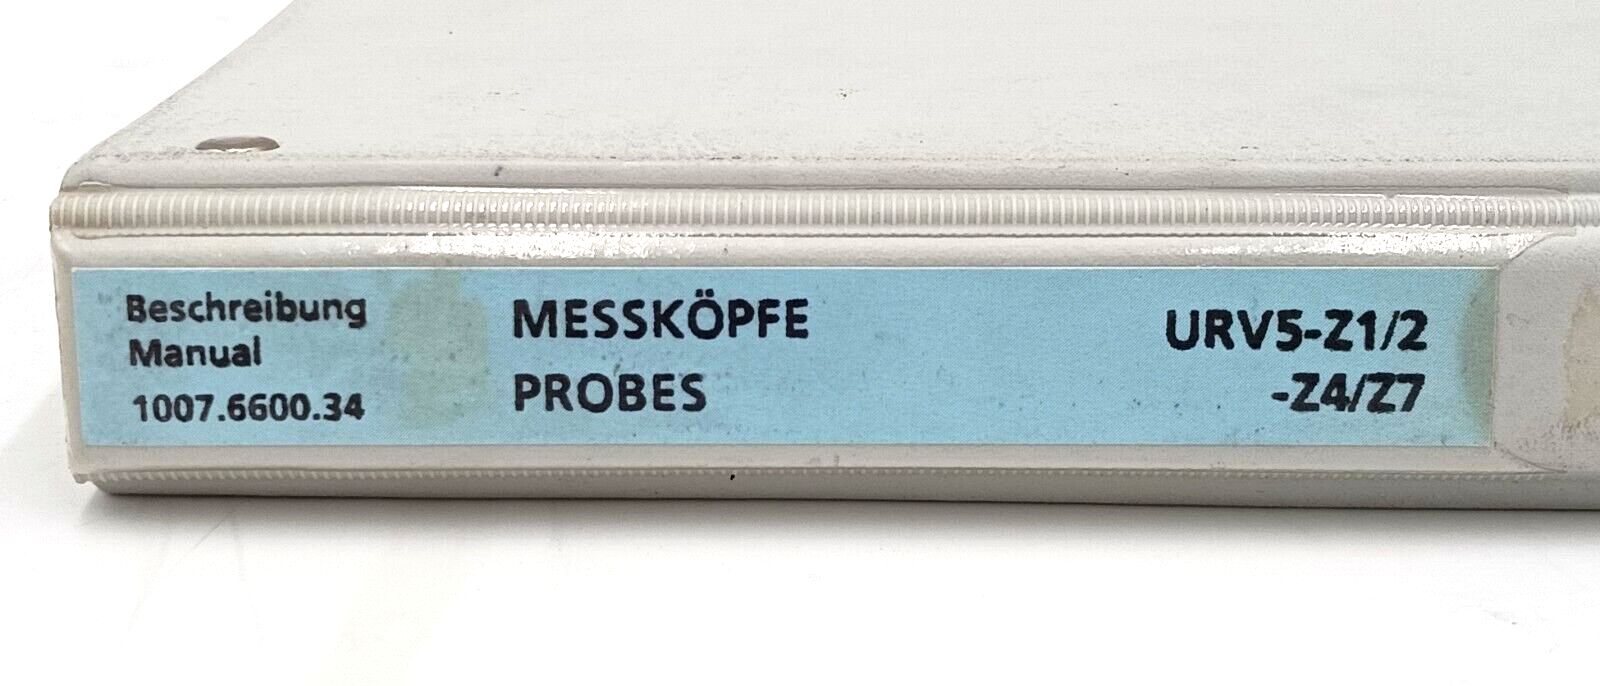 Beschreibung
Manual
1007.6600.34
MESSKÖPFE
PROBES
URV5-Z1/2
-Z4/Z7